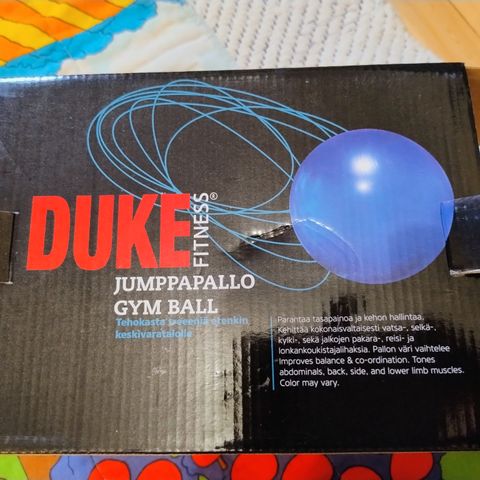 DUKE
FITNESS®
JUMPPAPALLO
GYM BALL
Tehokasta treeeniä etenkin
keskivartalolle
Parantaa tasapainoa ja kehon hallintaa.
Kehittää kokonaisvaltaisesti vatsa-, selkä-,
kylki-, sekä jalkojen pakara-, reisi- ja
lonkankoukistajalihaksia. Pallon väri vaihtelee
Improves balance & co-ordination. Tones
abdominals, back, side, and lower limb muscles.
Color may vary.